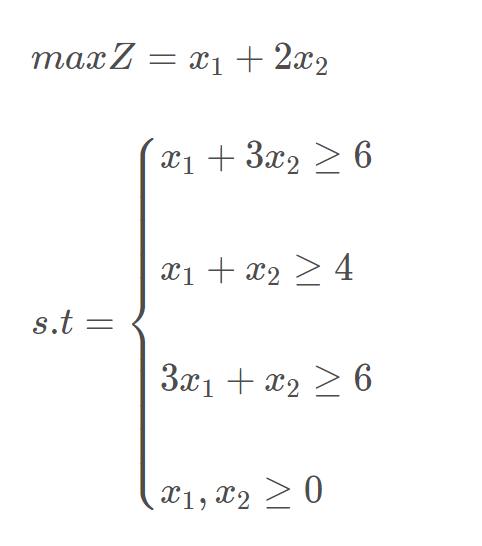 maxZ = x₁ + 2x₂
x₁ + 3x₂ ≥ 6
x₁ + x₂ ≥ 4
s.t =
3x₁ + x₂ ≥ 6
x₁, x₂ ≥ 0